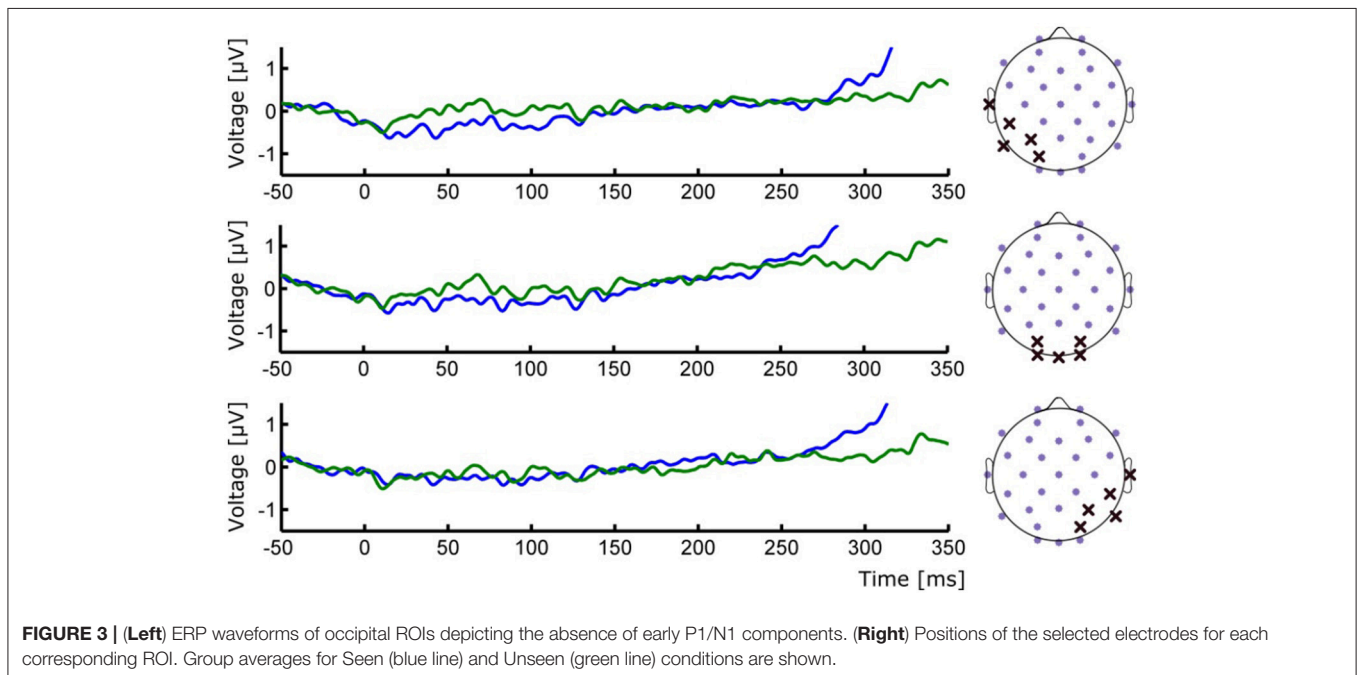 Voltage [µV]
1
0
-1
-50 0 50 100 150 200 250 300 350
Voltage [µV]
1
0
-1
-50 0 50 100 150 200 250 300 350
Voltage [µV]
1
0
-1
-50 0 50 100 150 200 250 300 350
Time [ms]
FIGURE 3 | (Left) ERP waveforms of occipital ROIs depicting the absence of early P1/N1 components. (Right) Positions of the selected electrodes for each
corresponding ROI. Group averages for Seen (blue line) and Unseen (green line) conditions are shown.